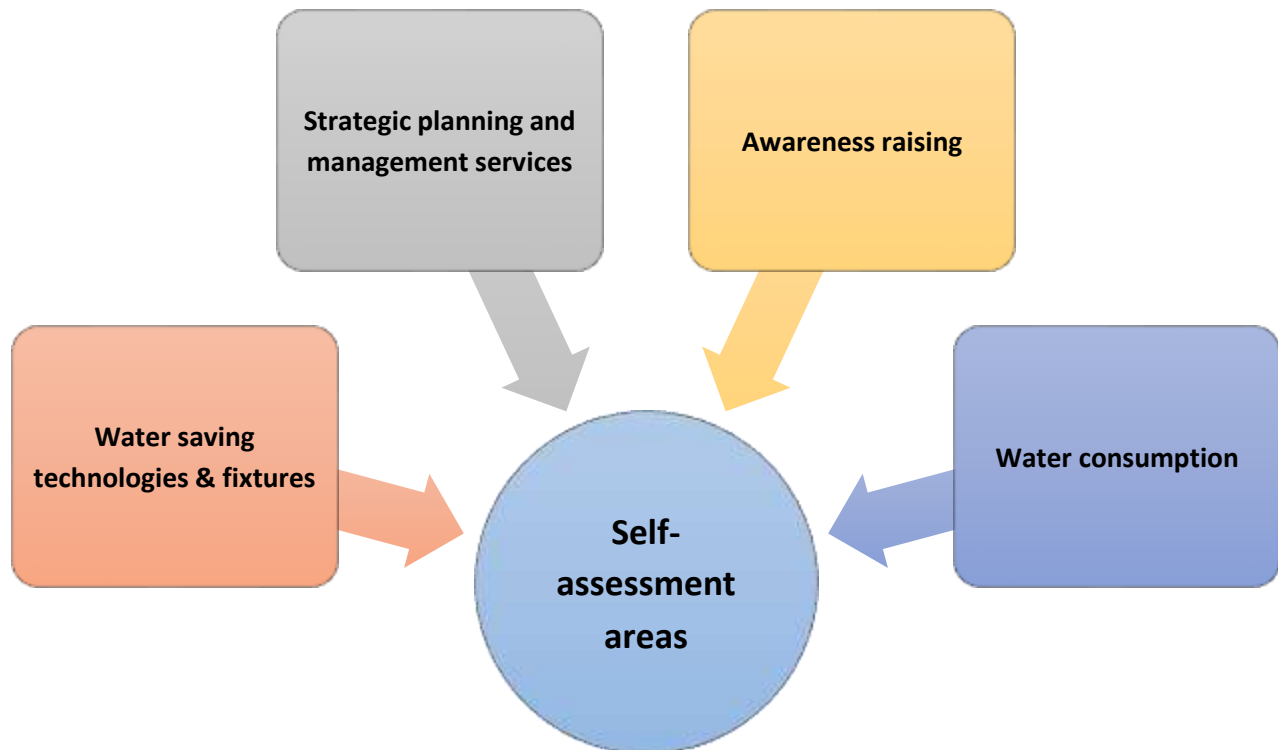 Strategic planning and
management services
Awareness raising
Water saving
technologies & fixtures
Water consumption
Self-
assessment
areas